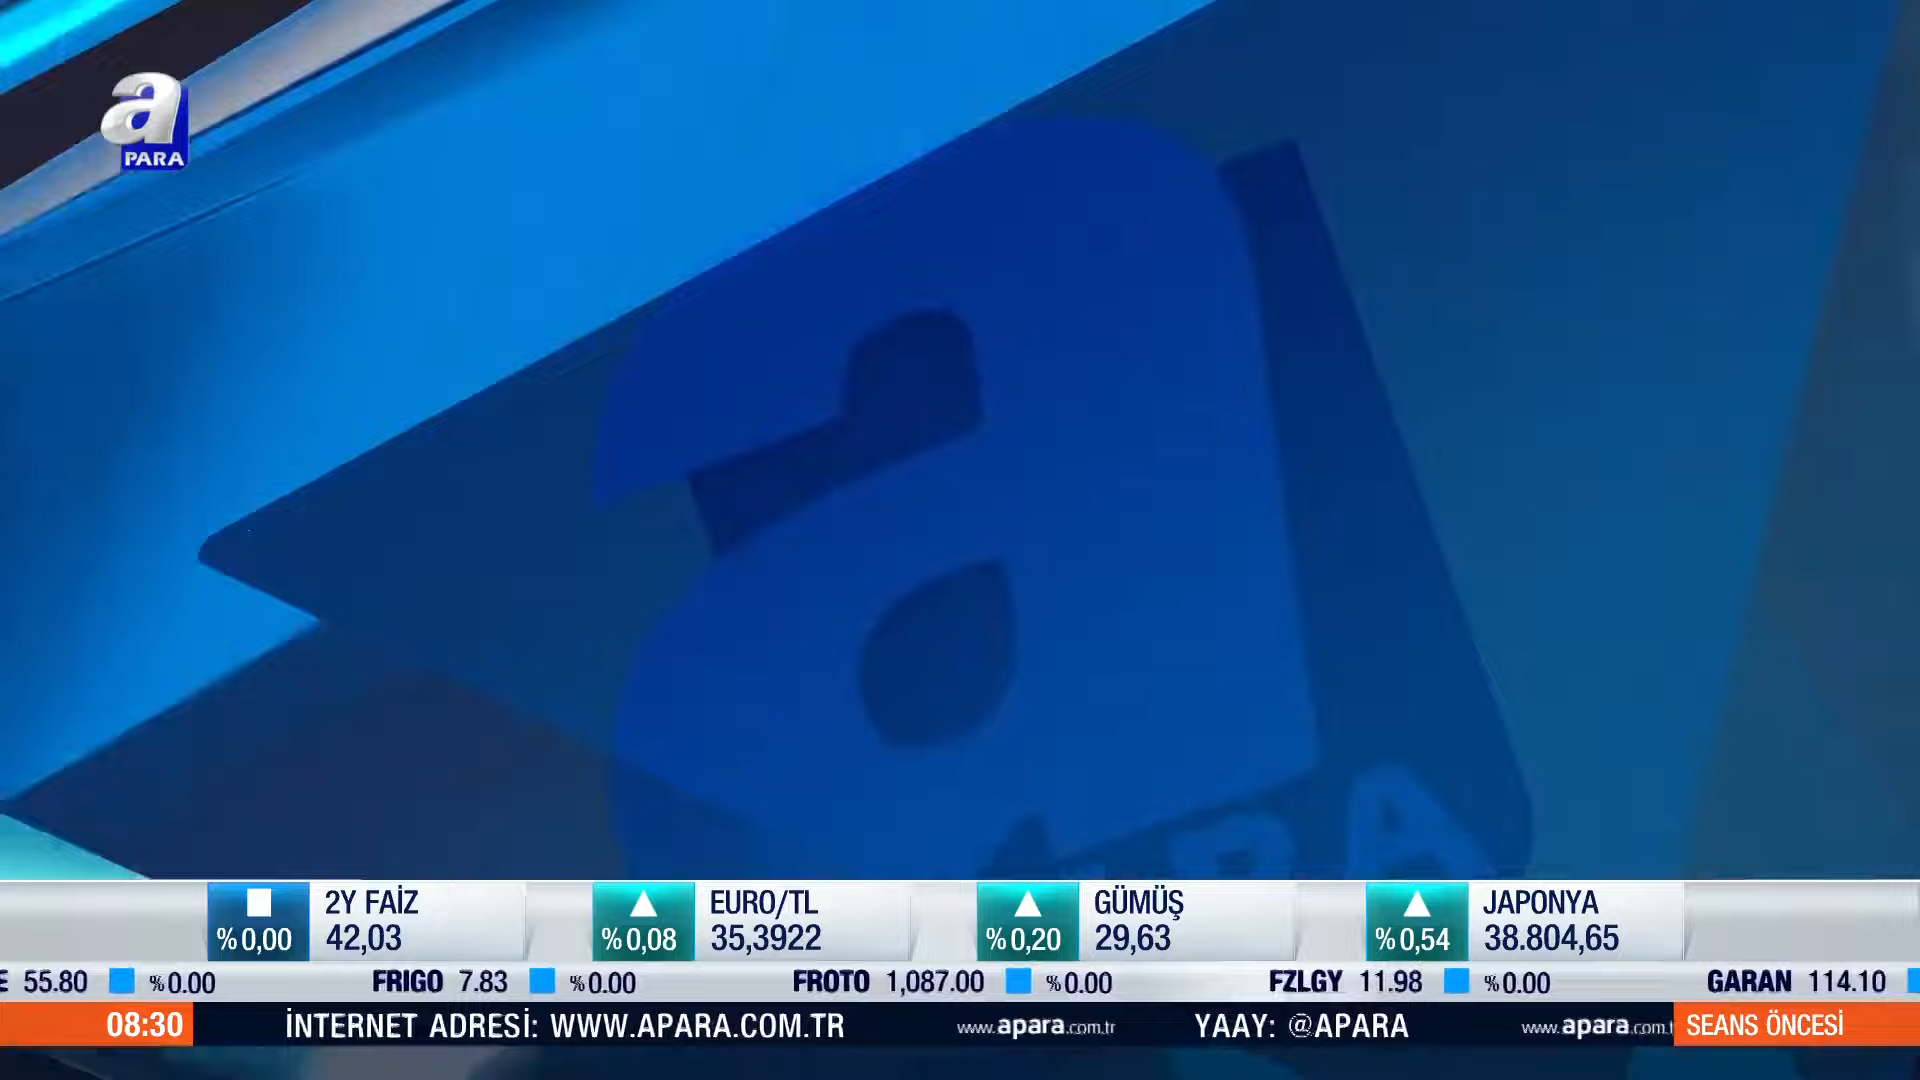 a
PARA
2Y FAİZ
%0,00 42,03
EURO/TL
%0,08 35,3922
GÜMÜŞ
%0,20 29,63
JAPONYA
%0,54 38.804,65
E 55.80 %0.00 FRIGO 7.83 %0.00 FROTO 1,087.00 %0.00 FZLGY 11.98 %0.00 GARAN 114.10
08:30 İNTERNET ADRESİ: WWW.APARA.COM.TR www.apara.com.tr YAAY: @APARA www.apara.com.t SEANS ÖNCESİ